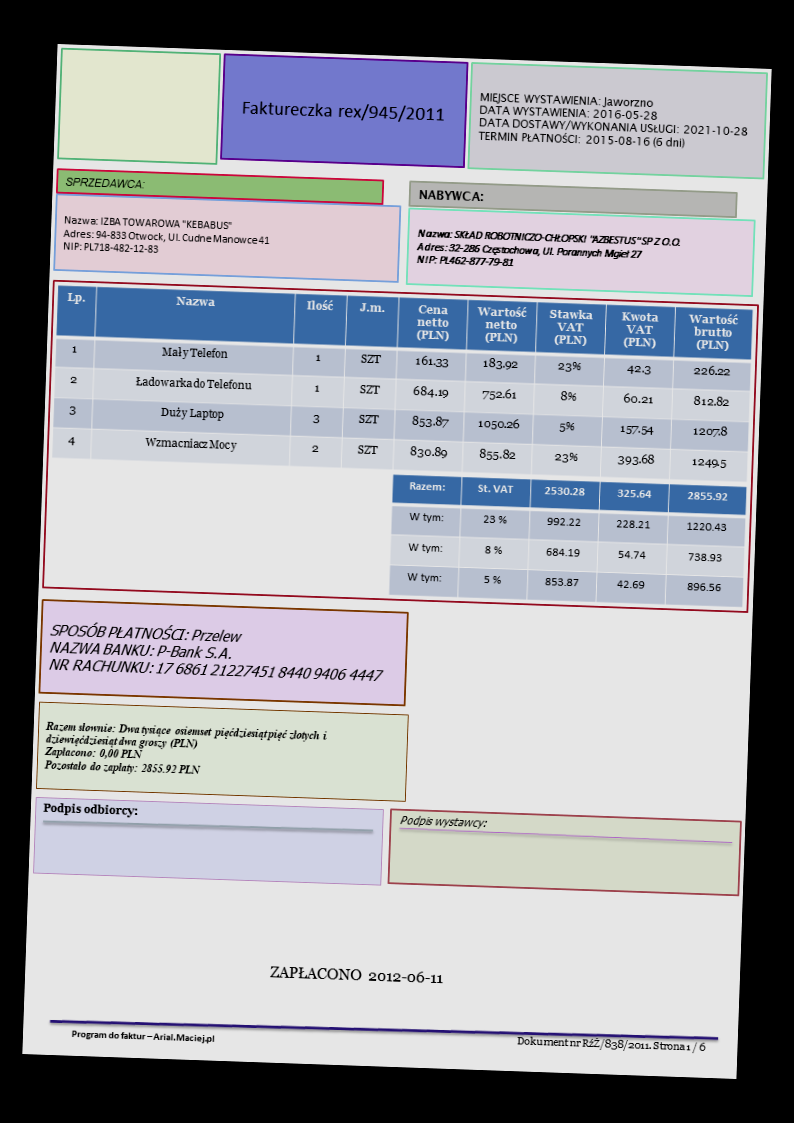 Faktureczka rex/945/2011
MIEJSCE WYSTAWIENIA: Jaworzno
DATA WYSTAWIENIA: 2016-05-28
DATA DOSTAWY/WYKONANIA USŁUGI: 2021-10-28
TERMIN PŁATNOŚCI: 2015-08-16 (6 dni)
SPRZEDAWCA:
Nazwa: IZBA TOWAROWA "KEBABUS"
Adres: 94-833 Otwock, Ul. Cudne Manowce 41
NIP: PL718-482-12-83
NABYWCA:
Nazwa: SKŁAD ROBOTNICZO-CHŁOPSKI "AZBESTUS" SP Z O.O.
Adres: 32-286 Częstochowa, Ul. Porannych Mgieł 27
NIP: PL462-877-79-81
Lp. Nazwa Ilość J.m. Cena netto (PLN) Wartość netto (PLN) Stawka VAT (PLN) Kwota VAT (PLN) Wartość brutto (PLN)
1 Mały Telefon 1 SZT 161.33 183.92 23% 42.3 226.22
2 Ładowarka do Telefonu 1 SZT 684.19 752.61 8% 60.21 812.82
3 Duży Laptop 3 SZT 853.87 1050.26 5% 157.54 1207.8
4 Wzmacniacz Mocy 2 SZT 830.89 855.82 23% 393.68 1249.5
Razem: St. VAT 2530.28 325.64 2855.92
W tym: 23 % 992.22 228.21 1220.43
W tym: 8 % 684.19 54.74 738.93
W tym: 5 % 853.87 42.69 896.56
SPOSÓB PŁATNOŚCI: Przelew
NAZWA BANKU: P-Bank S.A.
NR RACHUNKU: 17 6861 21227451 8440 9406 4447
Razem słownie: Dwa tysiące osiemset pięćdziesiąt pięć złotych i
dziewięćdziesiąt dwa groszy (PLN)
Zapłacono: 0,00 PLN
Pozostało do zapłaty: 2855.92 PLN
Podpis odbiorcy:
Podpis wystawcy:
ZAPŁACONO 2012-06-11
Program do faktur – Arial.Maciej.pl
Dokument nr RźŹ/838/2011. Strona 1 / 6